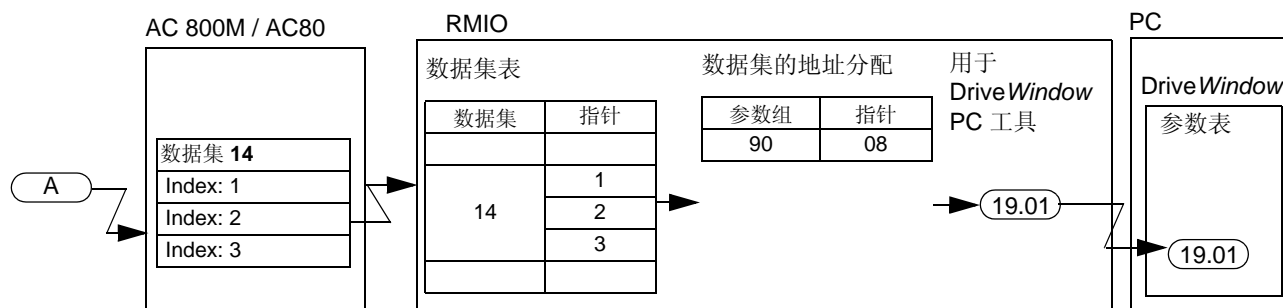 AC 800M / AC80
RMIO
PC
数据集表
数据集的地址分配
用于
DriveWindow
PC 工具
DriveWindow
数据集 指针
参数组 指针
参数表
90 08
数据集 14
A
Index: 1
1
Index: 2
14
2
19.01
Index: 3
3
19.01